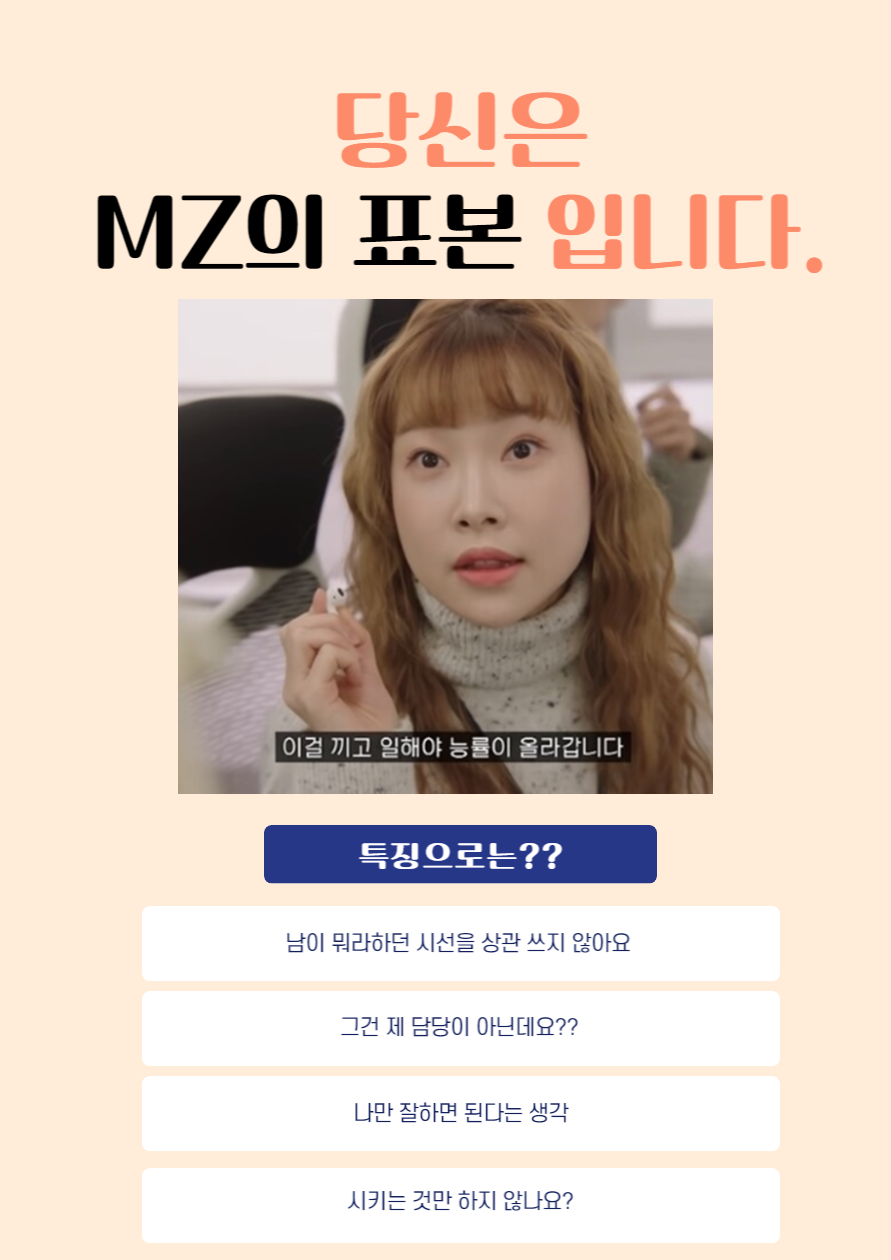 당신은
MZ의 표본 입니다.
이걸 끼고 일해야 능률이 올라갑니다
특징으로는??
남이 뭐라하던 시선을 상관 쓰지 않아요
그건 제 담당이 아닌데요??
나만 잘하면 된다는 생각
시키는 것만 하지 않나요?